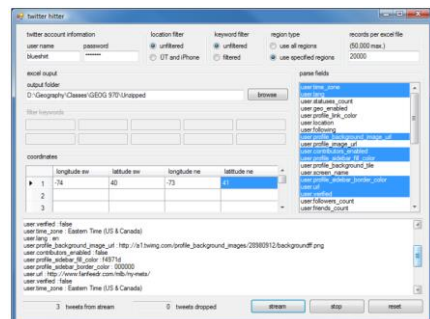 twitter hitter
twitter account information
location filter
keyword filter
region type
records per excel file
user name
password
unfiltered
unfiltered
use all regions
(50,000 max.)
blueshirt
*******
OT and iPhone
filtered
use specified regions
20000
excel ouput
parse fields
output folder
D:\Geography\Classes\GEOG 970\Unzipped
browse
filter keywords
user.time_zone
user.lang
user.statuses_count
user.geo_enabled
user.profile_link_color
user.location
user.following
user.profile_background_image_url
user.profile_image_url
user.contributors_enabled
user.profile_sidebar_fill_color
user.profile_background_tile
user.screen_name
user.profile_sidebar_border_color
user.url
user.verified
user.followers_count
user.friends_count
coordinates
longitude sw
latitude sw
longitude ne
latitude ne
1
-74
40
-73
41
2
3
user.verified : false
user.time_zone : Eastern Time (US & Canada)
user.lang : en
user.profile_background_image_url : http://a1.twimg.com/profile_background_images/28980912/backgroundff.png
user.contributors_enabled : false
user.profile_sidebar_fill_color : f4971d
user.profile_sidebar_border_color : 000000
user.url : http://www.fanfeedr.com/mlb/ny-mets/
user.verified : false
user.time_zone : Eastern Time (US & Canada)
3 tweets from stream
0 tweets dropped
stream
stop
reset